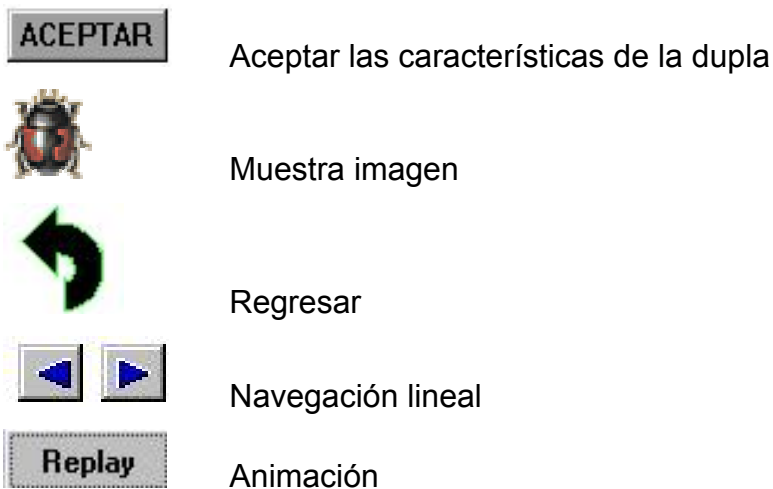 ACEPTAR Aceptar las características de la dupla
Muestra imagen
Regresar
Navegación lineal
Replay Animación